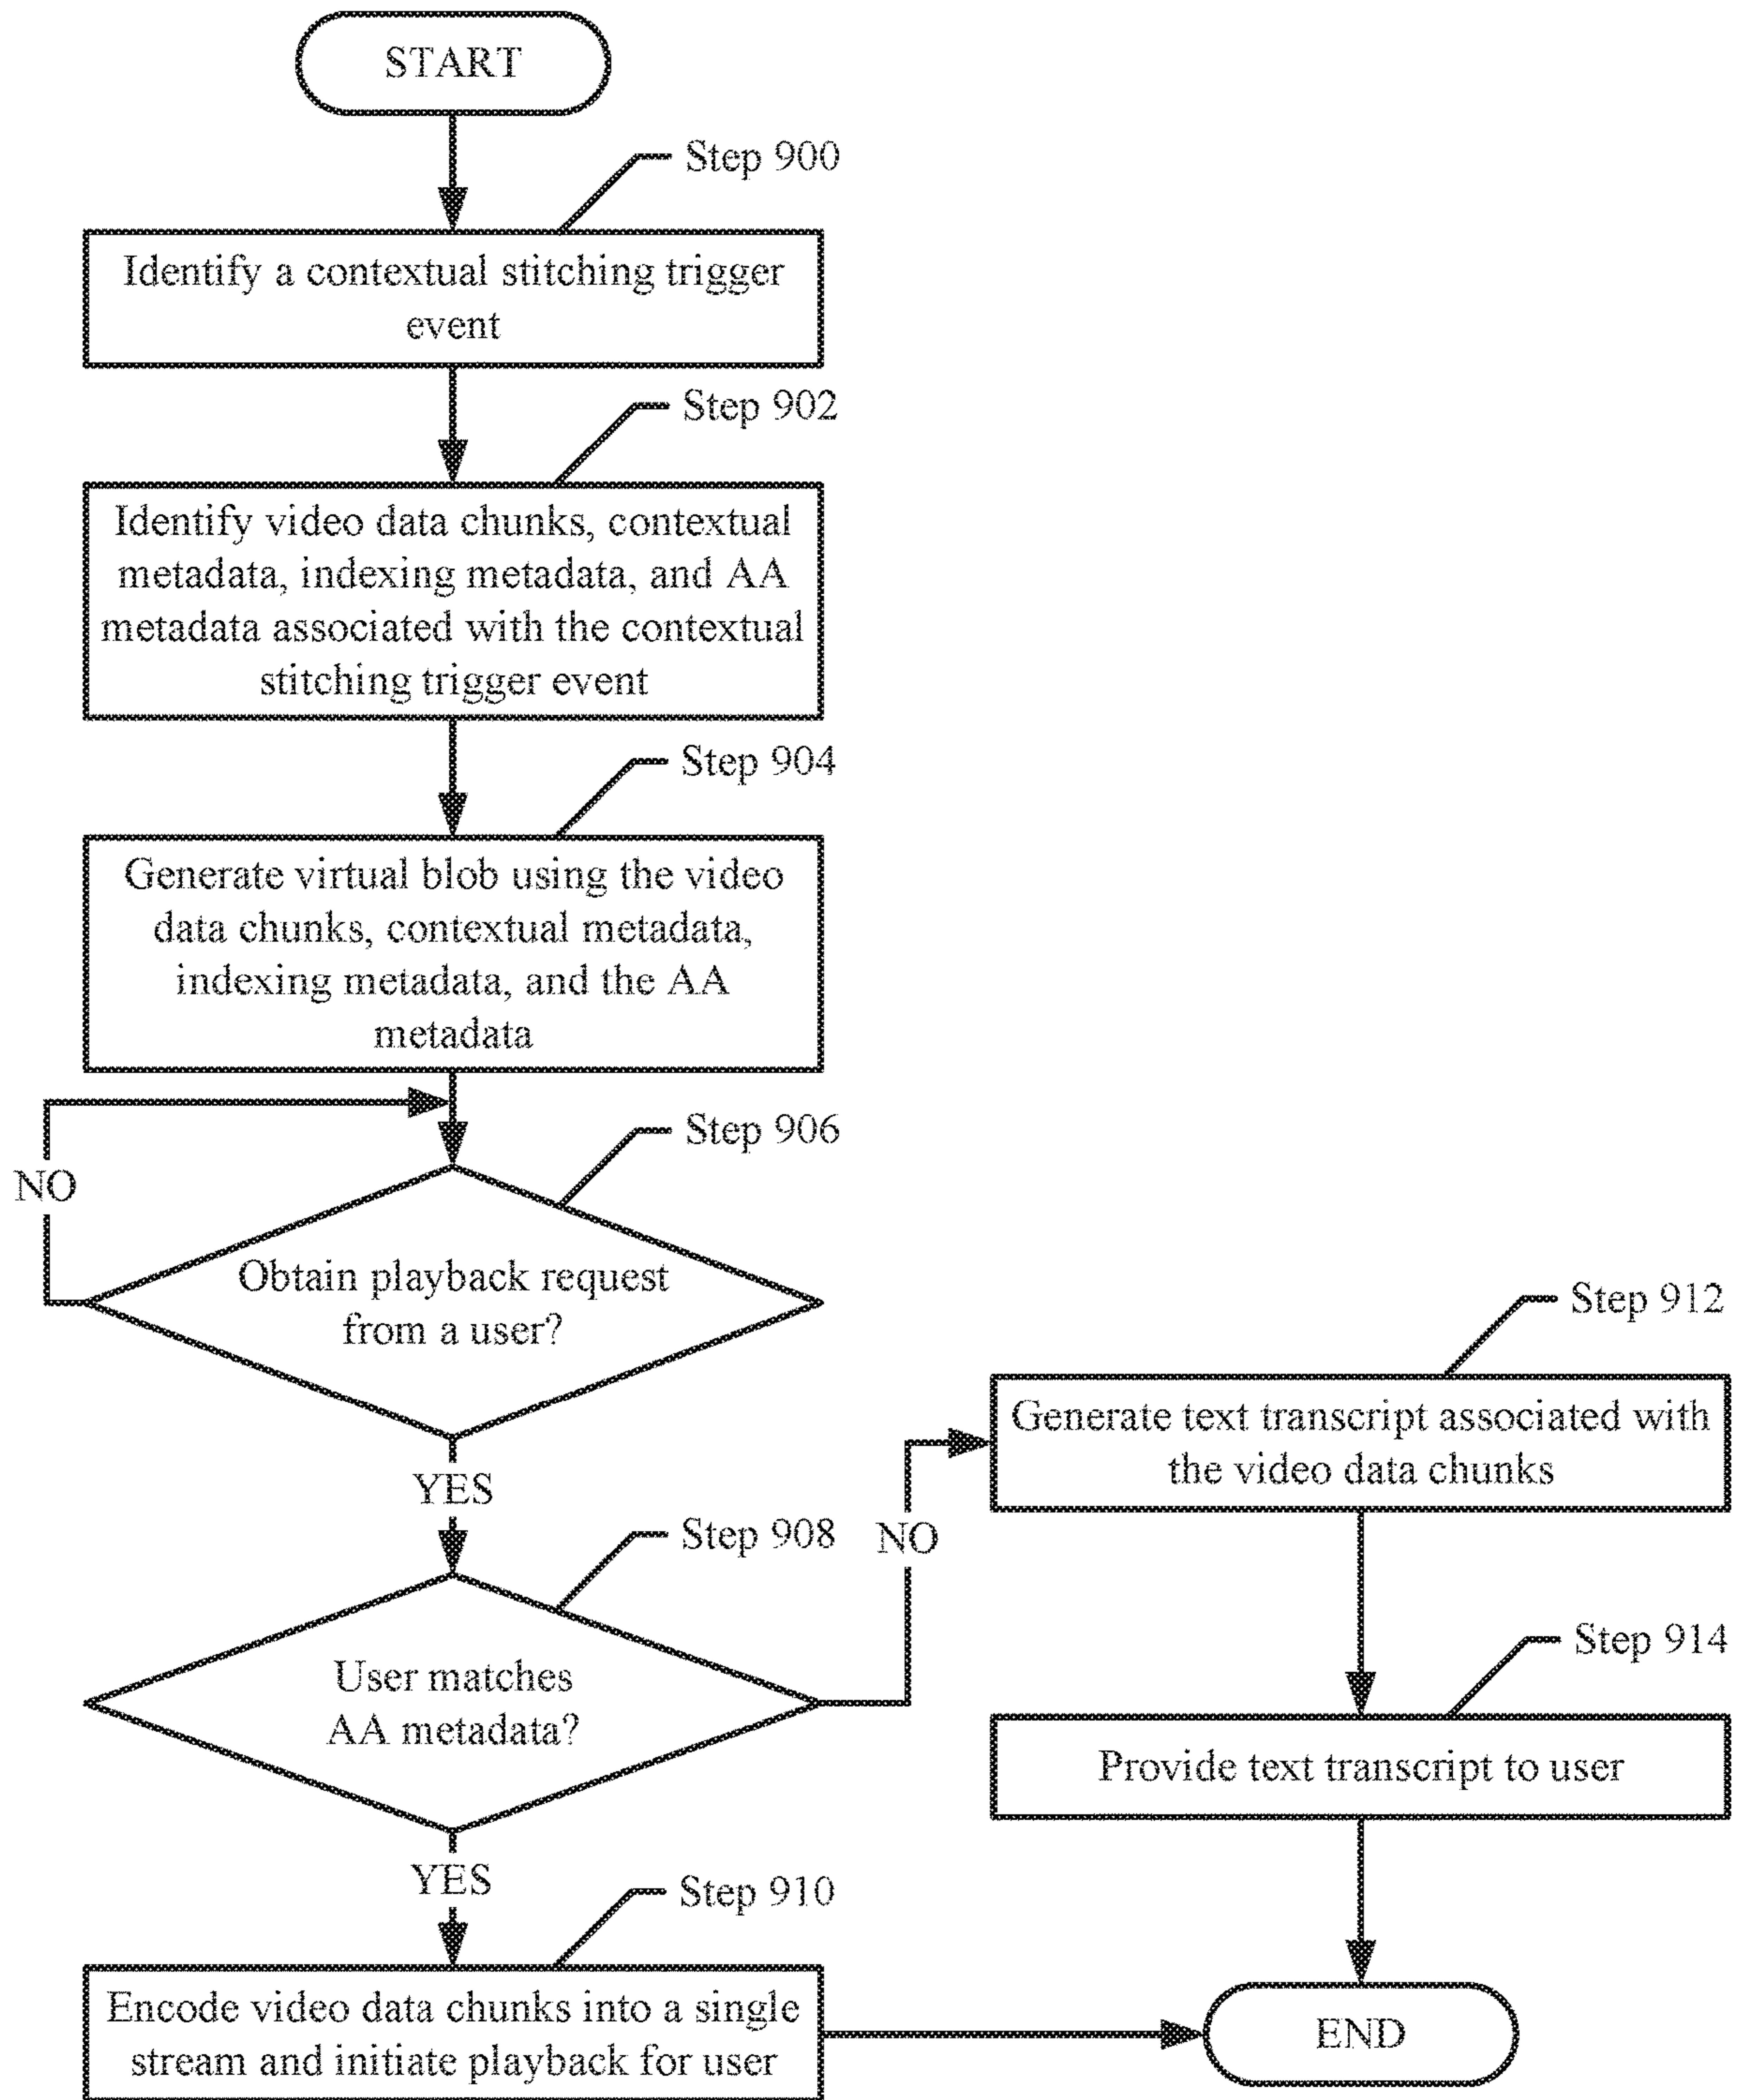 START
Step 900
Identify a contextual stitching trigger
event
Step 902
Identify video data chunks, contextual
metadata, indexing metadata, and AA
metadata associated with the contextual
stitching trigger event
Step 904
Generate virtual blob using the video
data chunks, contextual metadata,
indexing metadata, and the AA
metadata
Step 906
NO
Obtain playback request
from a user?
YES
Step 908
NO
User matches
AA metadata?
YES
Step 910
Encode video data chunks into a single
stream and initiate playback for user
Step 912
Generate text transcript associated with
the video data chunks
Step 914
Provide text transcript to user
END